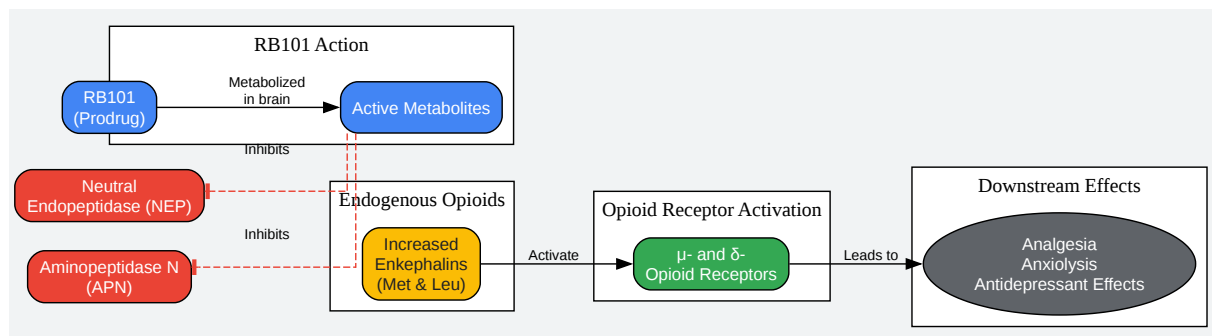 RB101 Action
RB101
(Prodrug)
Metabolized
in brain
Active Metabolites
Inhibits
Neutral
Endopeptidase (NEP)
Inhibits
Aminopeptidase N
(APN)
Endogenous Opioids
Increased
Enkephalins
(Met & Leu)
Activate
Opioid Receptor Activation
μ- and δ-
Opioid Receptors
Leads to
Downstream Effects
Analgesia
Anxiolysis
Antidepressant Effects